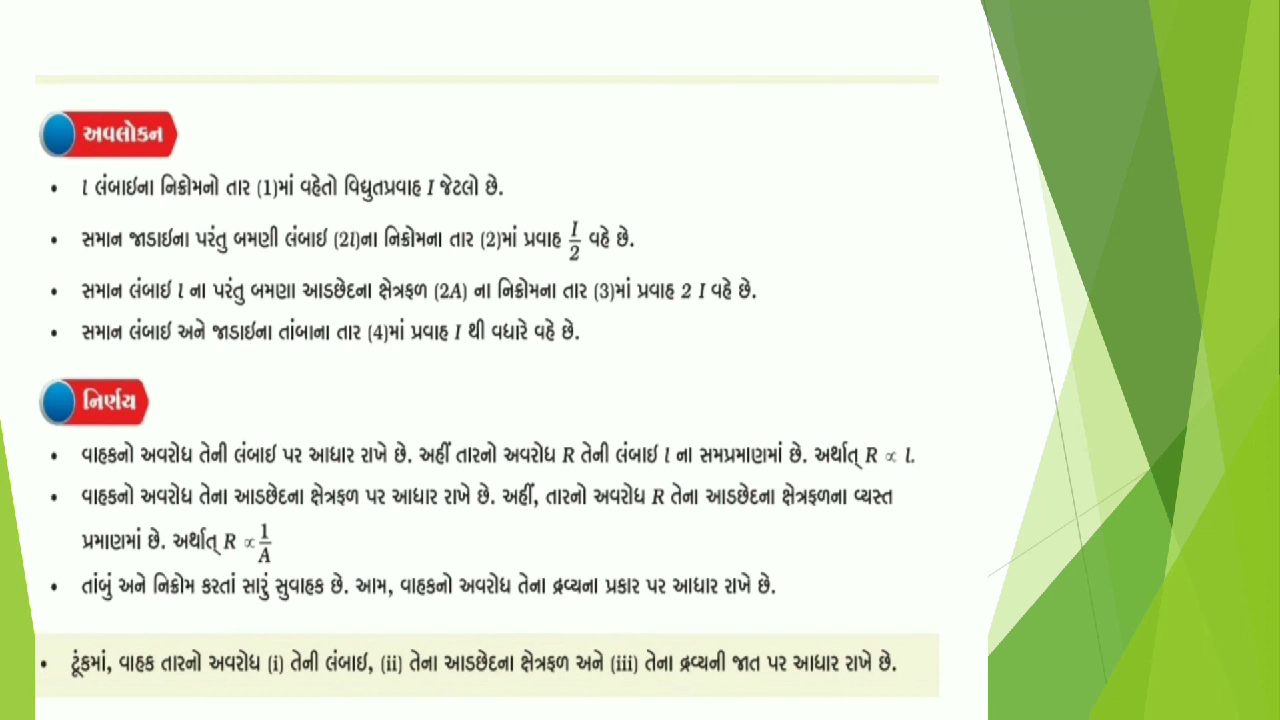 અવલોકન
• l લંબાઈના નિક્રોમનો તાર (1)માં વહેતો વિદ્યુતપ્રવાહ I જેટલો છે.
• સમાન જાડાઈના પરંતુ બમણી લંબાઈ (2l)ના નિક્રોમના તાર (2)માં પ્રવાહ I/2 વહે છે.
• સમાન લંબાઈ l ના પરંતુ બમણા આડછેદના ક્ષેત્રફળ (2A) ના નિક્રોમના તાર (3)માં પ્રવાહ 2 I વહે છે.
• સમાન લંબાઈ અને જાડાઈના તાંબાના તાર (4)માં પ્રવાહ I થી વધારે વહે છે.
નિર્ણય
• વાહકનો અવરોધ તેની લંબાઈ પર આધાર રાખે છે. અહીં તારનો અવરોધ R તેની લંબાઈ l ના સમપ્રમાણમાં છે. અર્થાત્ R ∝ l.
• વાહકનો અવરોધ તેના આડછેદના ક્ષેત્રફળ પર આધાર રાખે છે. અહીં, તારનો અવરોધ R તેના આડછેદના ક્ષેત્રફળના વ્યસ્ત
પ્રમાણમાં છે. અર્થાત્ R ∝ 1/A
• તાંબું અને નિક્રોમ કરતાં સારું સુવાહક છે. આમ, વાહકનો અવરોધ તેના દ્રવ્યના પ્રકાર પર આધાર રાખે છે.
• ટૂંકમાં, વાહક તારનો અવરોધ (i) તેની લંબાઈ, (ii) તેના આડછેદના ક્ષેત્રફળ અને (iii) તેના દ્રવ્યની જાત પર આધાર રાખે છે.